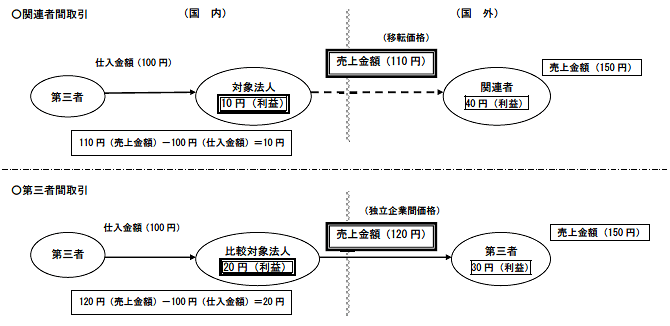 ○関連者間取引
（国　内）
（国　外）
（移転価格）
仕入金額（100円）
売上金額（110円）
売上金額（150円）
第三者
対象法人
10円（利益）
関連者
40円（利益）
110円（売上金額）－100円（仕入金額）＝10円
○第三者間取引
（独立企業間価格）
仕入金額（100円）
売上金額（120円）
売上金額（150円）
第三者
比較対象法人
20円（利益）
第三者
30円（利益）
120円（売上金額）－100円（仕入金額）＝20円